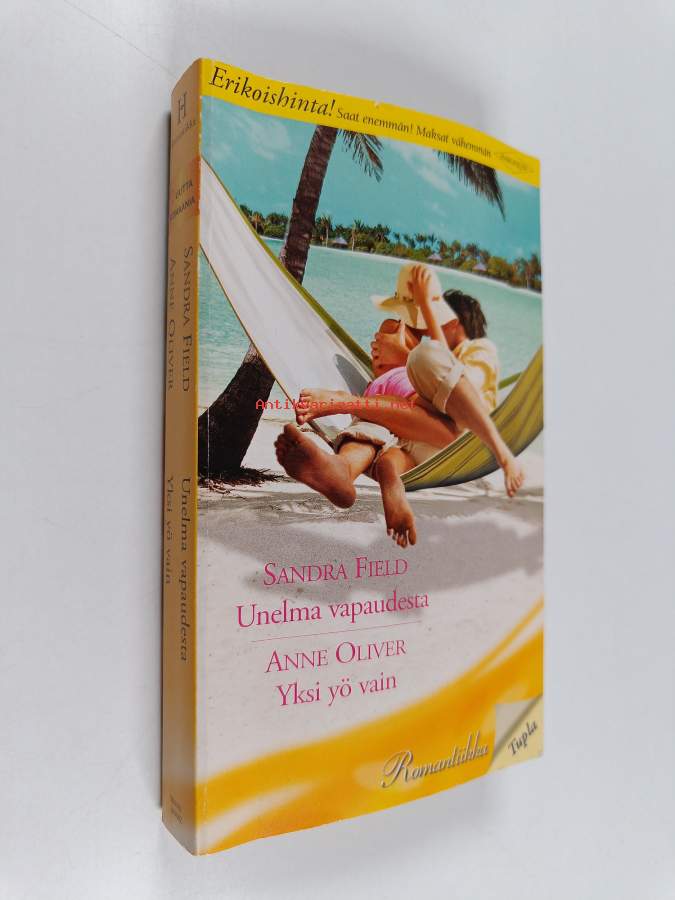 Erikoishinta! Saat enemmän! Maksat vähemmän
Antikvariaatti.net
SANDRA FIELD
Unelma vapaudesta
ANNE OLIVER
Yksi yö vain
Romantiikka
Tupla
H
SANDRA FIELD Unelma vapaudesta
ANNE OLIVER Yksi yö vain